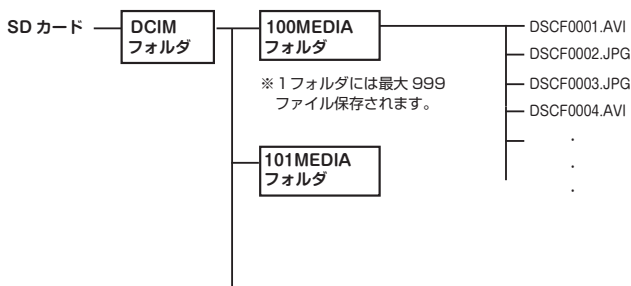 SD カード
DCIM
フォルダ
100MEDIA
フォルダ
※1フォルダには最大 999
ファイル保存されます。
DSCF0001.AVI
DSCF0002.JPG
DSCF0003.JPG
DSCF0004.AVI
・
・
・
101MEDIA
フォルダ